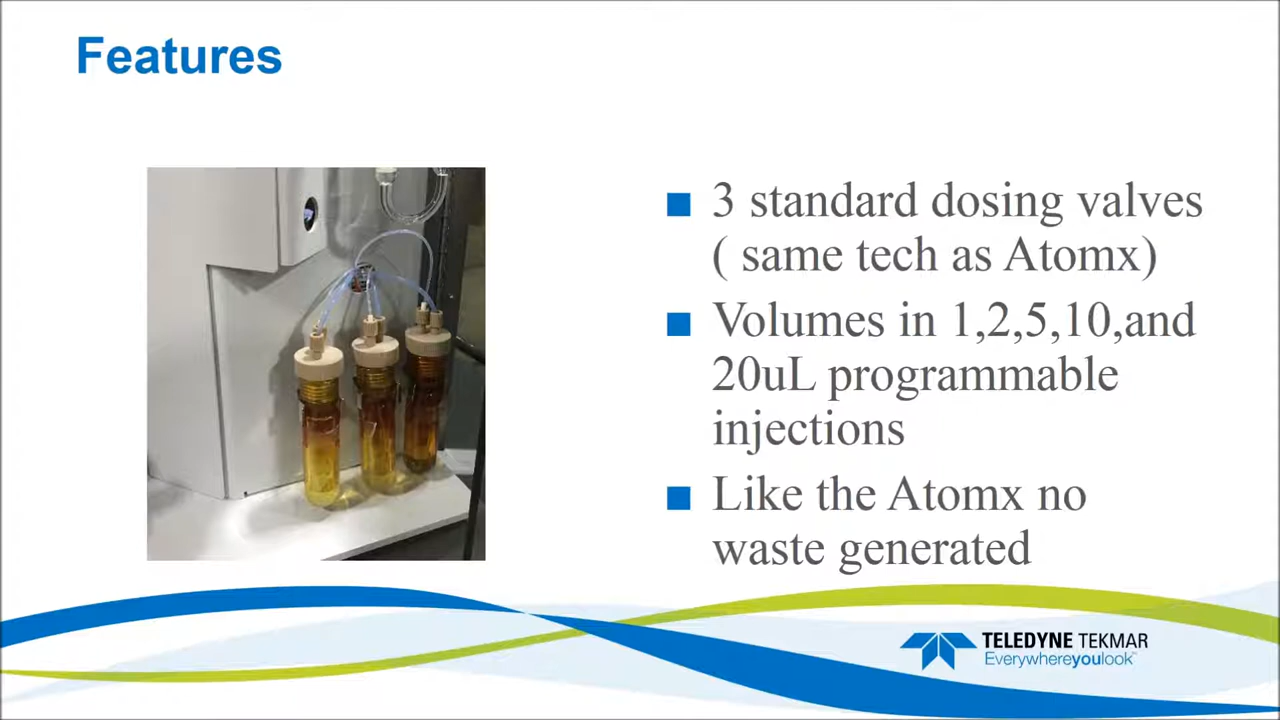 Features
3 standard dosing valves
( same tech as Atomx)
Volumes in 1,2,5,10,and
20uL programmable
injections
Like the Atomx no
waste generated
TELEDYNE TEKMAR
Everywhereyoulook™